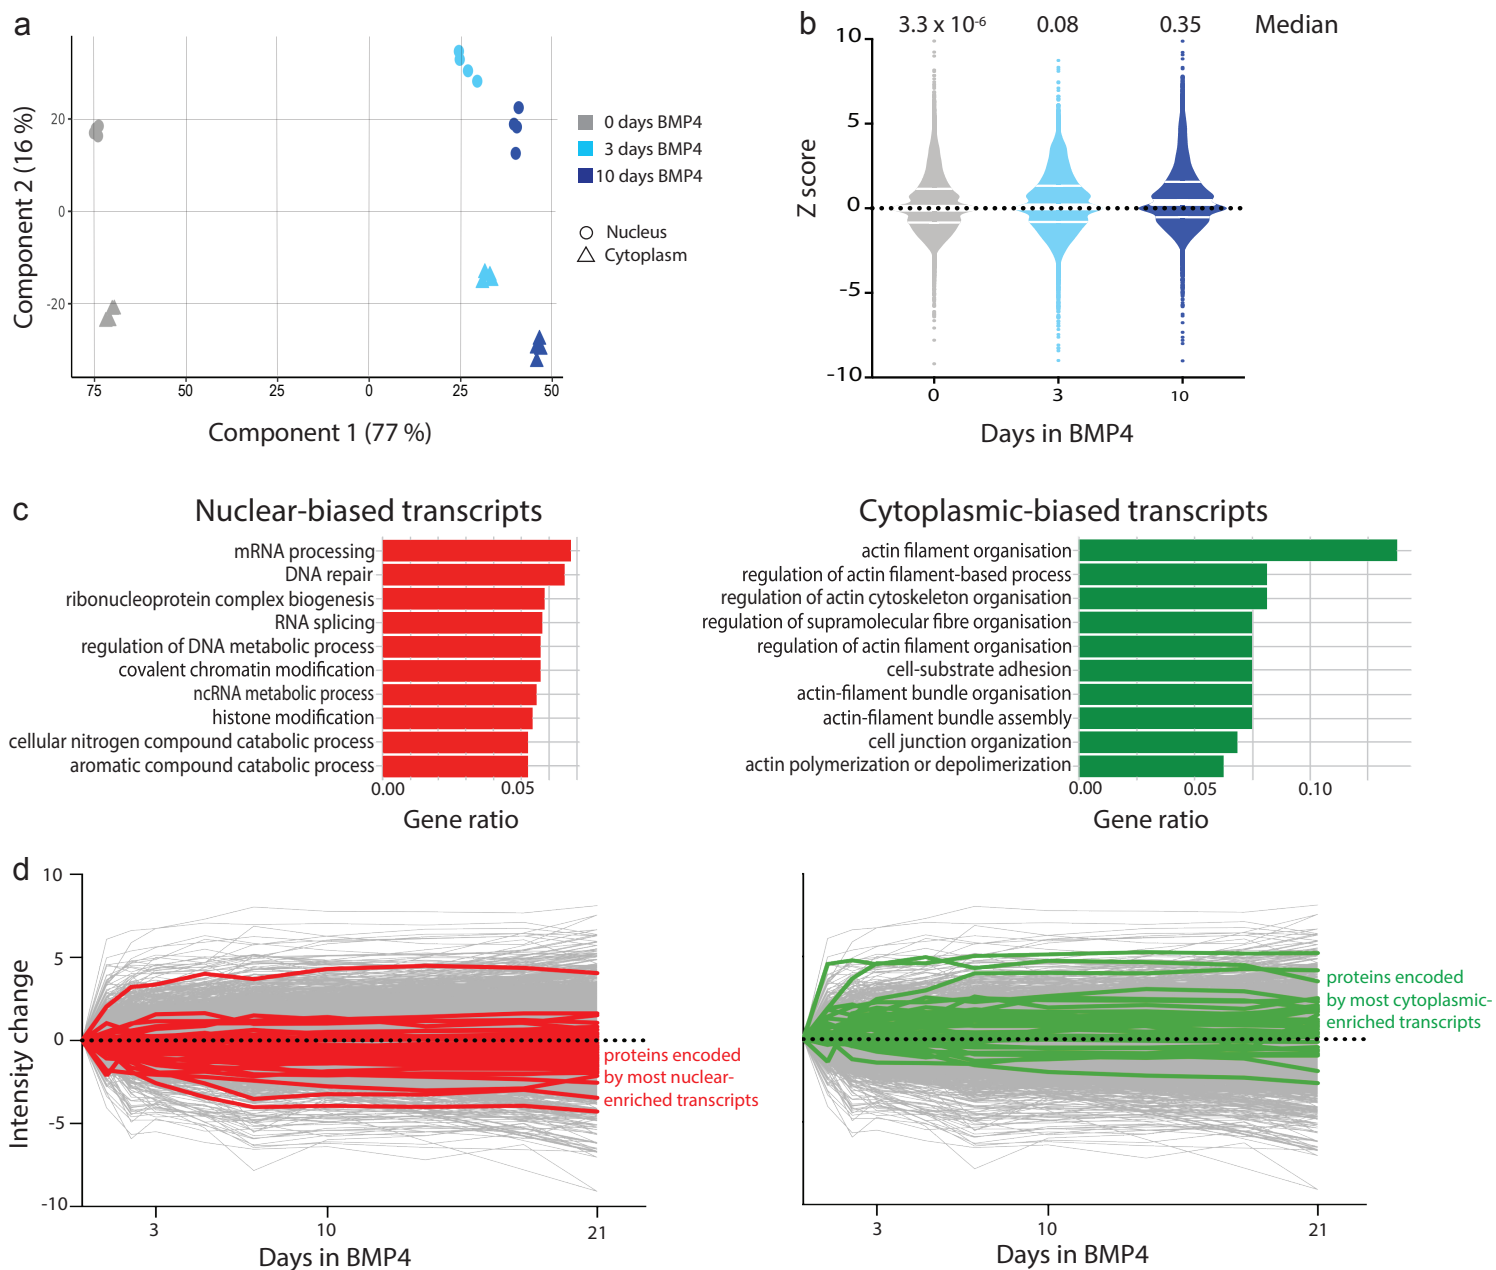 a
Component 2 (16 %)
20
0
-20
75
50
25
0
25
50
Component 1 (77 %)
0 days BMP4
3 days BMP4
10 days BMP4
Nucleus
Cytoplasm
b
3.3 x 10-6
0.08
0.35
Median
Z score
10
5
0
-5
-10
0
3
10
Days in BMP4
c
Nuclear-biased transcripts
mRNA processing
DNA repair
ribonucleoprotein complex biogenesis
RNA splicing
regulation of DNA metabolic process
covalent chromatin modification
ncRNA metabolic process
histone modification
cellular nitrogen compound catabolic process
aromatic compound catabolic process
0.00
0.05
Gene ratio
Cytoplasmic-biased transcripts
actin filament organisation
regulation of actin filament-based process
regulation of actin cytoskeleton organisation
regulation of supramolecular fibre organisation
regulation of actin filament organisation
cell-substrate adhesion
actin-filament bundle organisation
actin-filament bundle assembly
cell junction organization
actin polymerization or depolimerization
0.00
0.05
0.10
Gene ratio
d
Intensity change
10
5
0
-5
-10
3
10
21
Days in BMP4
proteins encoded
by most nuclear-
enriched transcripts
3
10
21
Days in BMP4
proteins encoded
by most cytoplasmic-
enriched transcripts